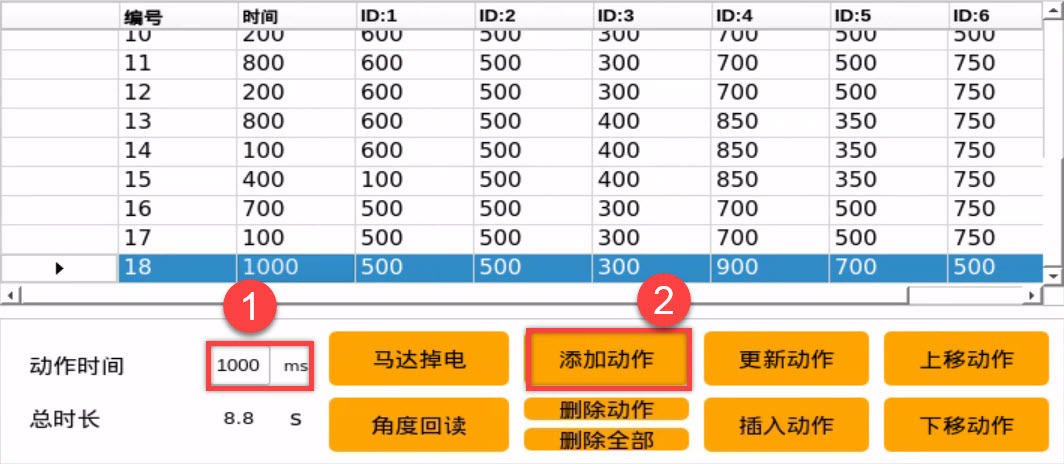 编号 时间 ID:1 ID:2 ID:3 ID:4 ID:5 ID:6
10 200 600 500 300 700 500 500
11 800 600 500 300 700 500 750
12 200 600 500 300 700 500 750
13 800 600 500 400 850 350 750
14 100 600 500 400 850 350 750
15 400 100 500 400 850 350 750
16 700 500 500 300 700 500 750
17 100 500 500 300 700 500 750
18 1000 500 500 300 900 700 500
1 2
动作时间 1000 ms 马达掉电 添加动作 更新动作 上移动作
总时长 8.8 S 角度回读 删除动作 插入动作 下移动作
删除全部